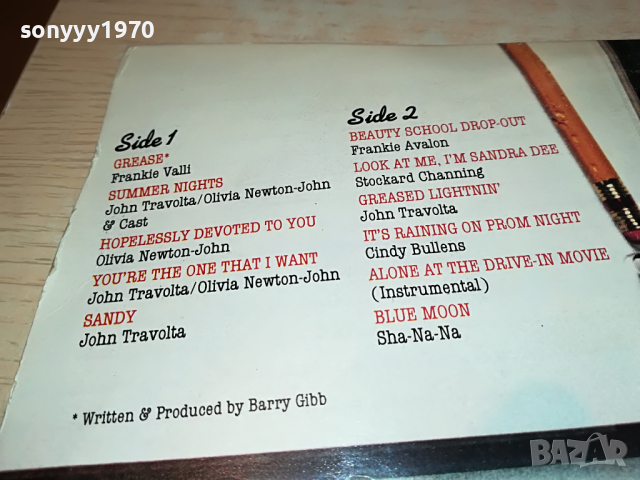 sonyyy1970
Side 1
GREASE*
Frankie Valli
SUMMER NIGHTS
John Travolta/Olivia Newton-John
& Cast
HOPELESSLY DEVOTED TO YOU
Olivia Newton-John
YOU'RE THE ONE THAT I WANT
John Travolta/Olivia Newton-John
SANDY
John Travolta
Side 2
BEAUTY SCHOOL DROP-OUT
Frankie Avalon
LOOK AT ME, I'M SANDRA DEE
Stockard Channing
GREASED LIGHTNIN'
John Travolta
IT'S RAINING ON PROM NIGHT
Cindy Bullens
ALONE AT THE DRIVE-IN MOVIE
(Instrumental)
BLUE MOON
Sha-Na-Na
* Written & Produced by Barry Gibb
BAZAR